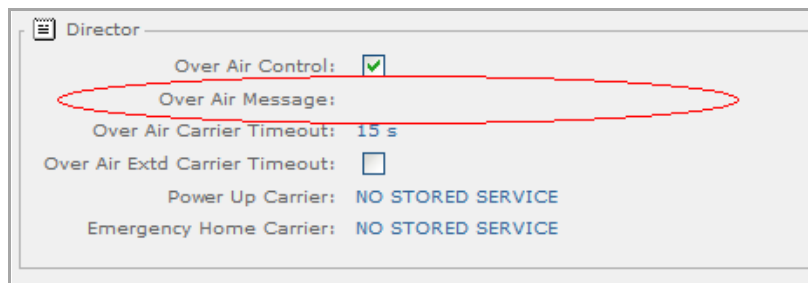 Director
Over Air Control:
Over Air Message:
Over Air Carrier Timeout: 15 s
Over Air Extd Carrier Timeout:
Power Up Carrier: NO STORED SERVICE
Emergency Home Carrier: NO STORED SERVICE